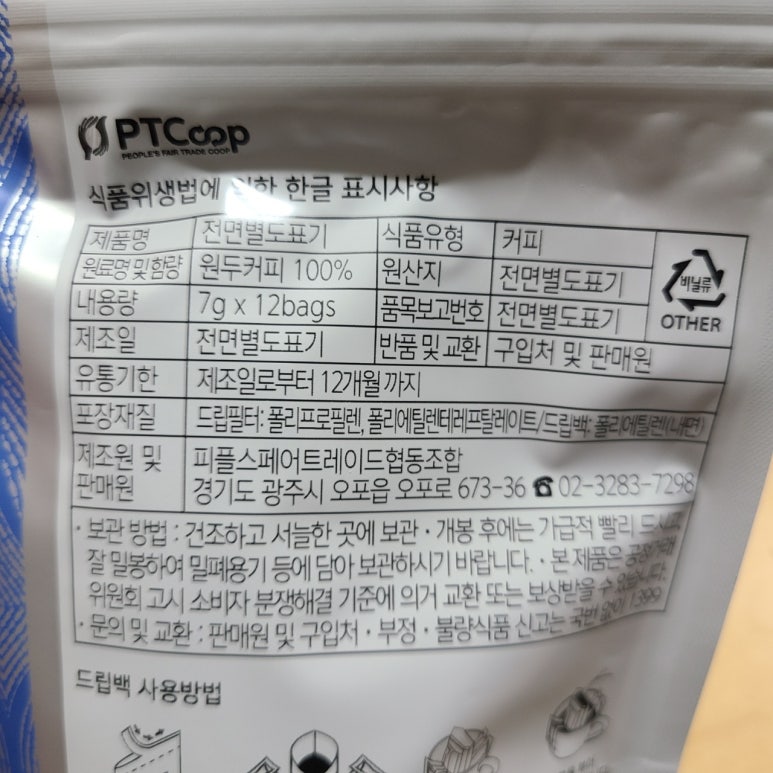 PTCoop
PEOPLE'S FAIR TRADE COOP
식품위생법에 한 한글 표시사항
제품명 전면별도표기 식품유형 커피
원료명 및 함량 원두커피 100% 원산지 전면별도표기
비닐류
OTHER
내용량 7g x 12bags 품목보고번호 전면별도표기
제조일 전면별도표기 반품 및 교환 구입처 및 판매원
유통기한 제조일로부터 12개월 까지
포장재질 드립필터: 폴리프로필렌, 폴리에틸렌테레프탈레이트/드립백: 폴리에틸렌(내면)
제조원 및 피플스페어트레이드협동조합
판매원 경기도 광주시 오포읍 오포로 673-36 ☎ 02-3283-7298
· 보관 방법 : 건조하고 서늘한 곳에 보관 · 개봉 후에는 가급적 빨리 드시고
잘 밀봉하여 밀폐용기 등에 담아 보관하시기 바랍니다. · 본 제품은 공정거래
위원회 고시 소비자 분쟁해결 기준에 의거 교환 또는 보상받을 수 있습니다.
· 문의 및 교환 : 판매원 및 구입처 · 부정 · 불량식품 신고는 국번 없이 1399
드립백 사용방법